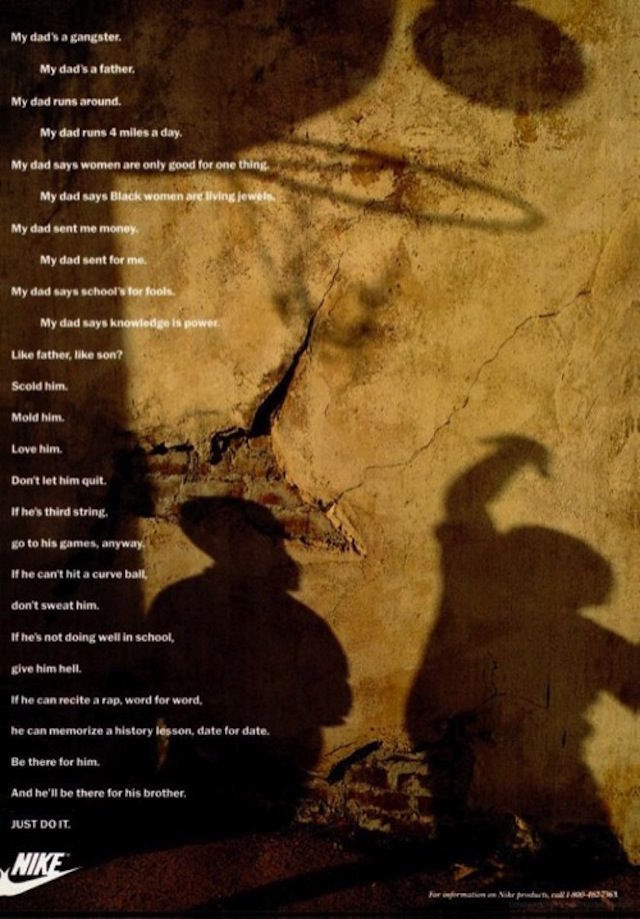 My dad's a gangster.
My dad's a father.
My dad runs around.
My dad runs 4 miles a day.
My dad says women are only good for one thing.
My dad says Black women are living jewels.
My dad sent me money.
My dad sent for me.
My dad says school's for fools.
My dad says knowledge is power.
Like father, like son?
Scold him.
Mold him.
Love him.
Don't let him quit.
If he's third string,
go to his games, anyway.
If he can't hit a curve ball,
don't sweat him.
If he's not doing well in school,
give him hell.
If he can recite a rap, word for word,
he can memorize a history lesson, date for date.
Be there for him.
And he'll be there for his brother.
JUST DO IT.
NIKE
For information on Nike products, call 1-800-462-7363.